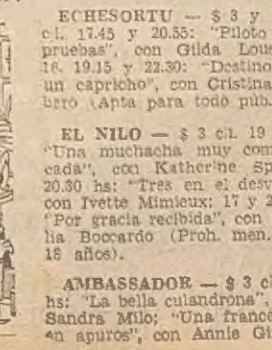 ECHESORTU — $ 3 y
c|l. 17.45 y 20.55: "Piloto
pruebas", con Gilda Lous
16, 19.15 y 22.30: "Destino
un capricho", con Cristina
bero (Apta para todo púb
EL NILO — $ 3 c|l. 19
"Una muchacha muy com
cada", con Katherine Sp
20.30 hs: "Tres en el desv
con Ivette Mimieux; 17 y 2
"Por gracia recibida", con
lia Boccardo (Proh. men.
18 años).
AMBASSADOR — $ 3 c|
hs: "La bella culandrona",
Sandra Milo; "Una france
en apuros", con Annie Gi